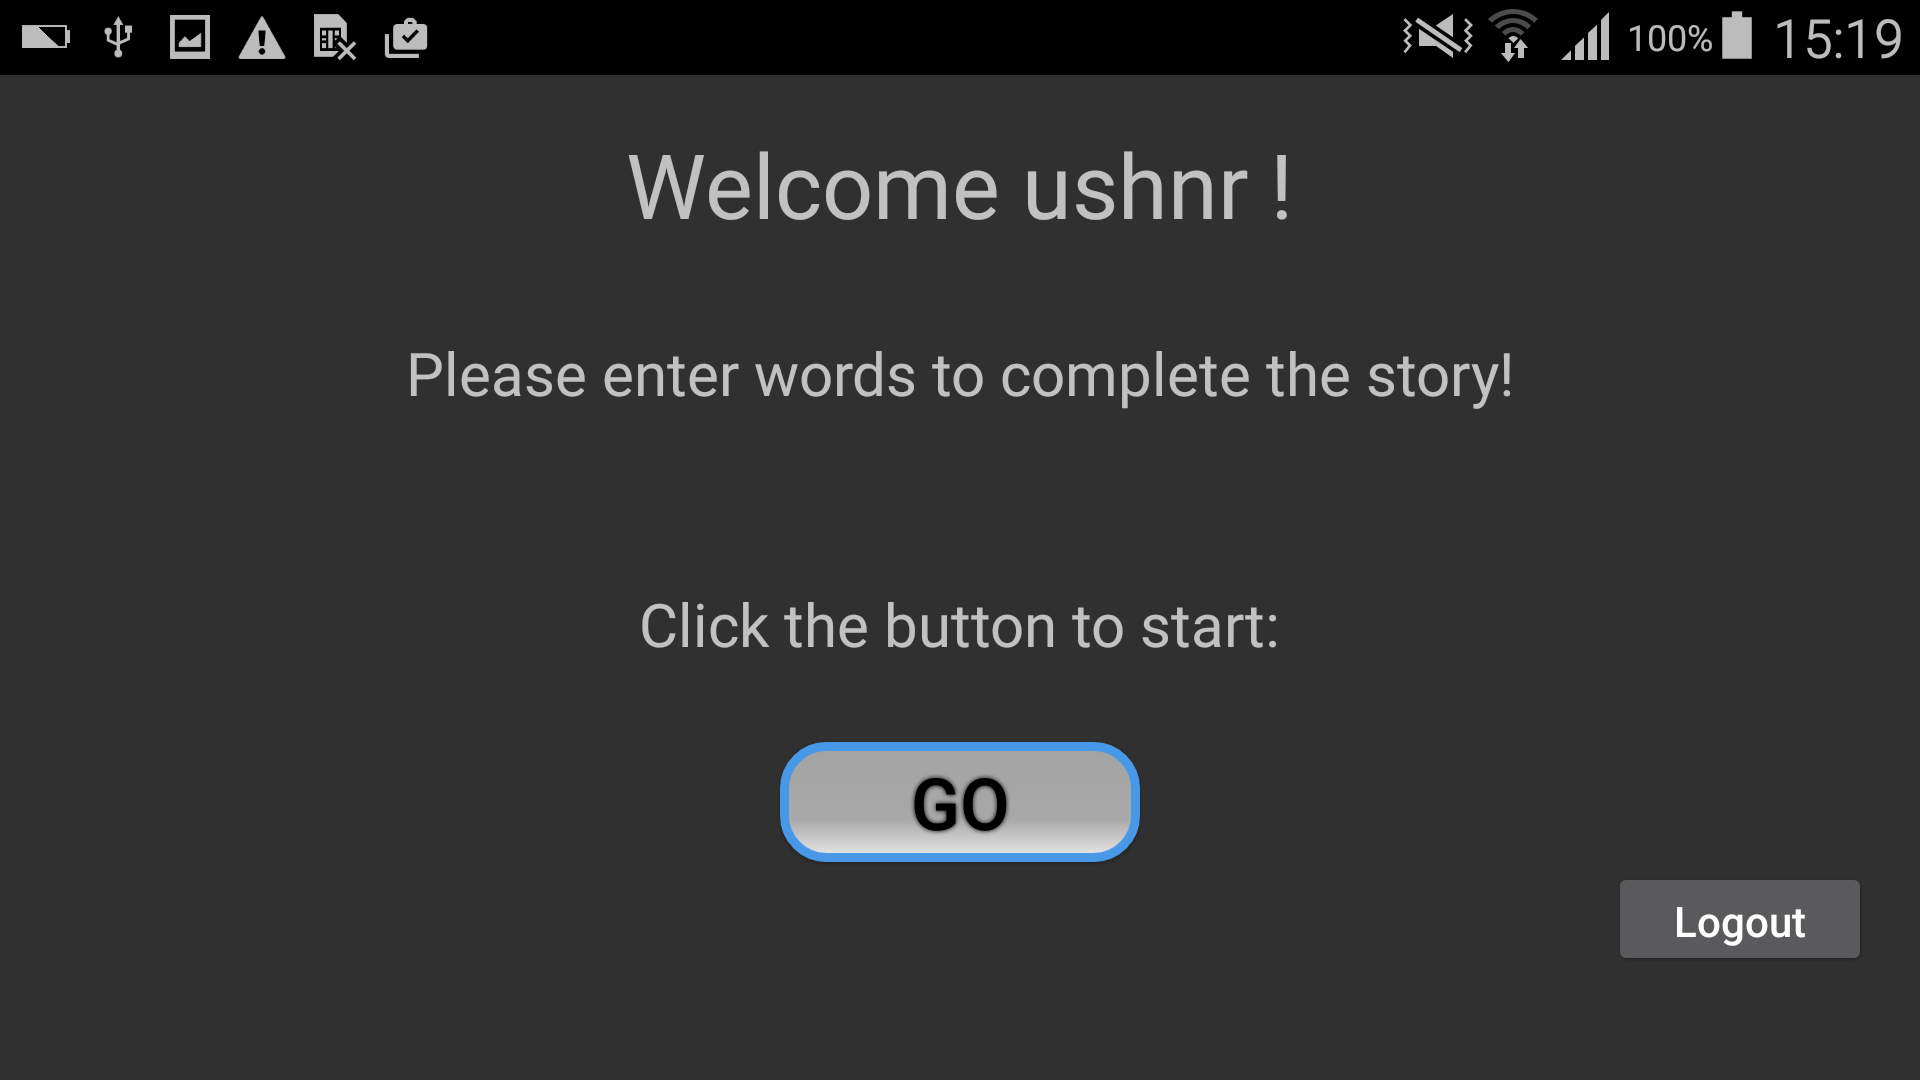 100% 15:19
Welcome ushnr !
Please enter words to complete the story!
Click the button to start:
GO
Logout